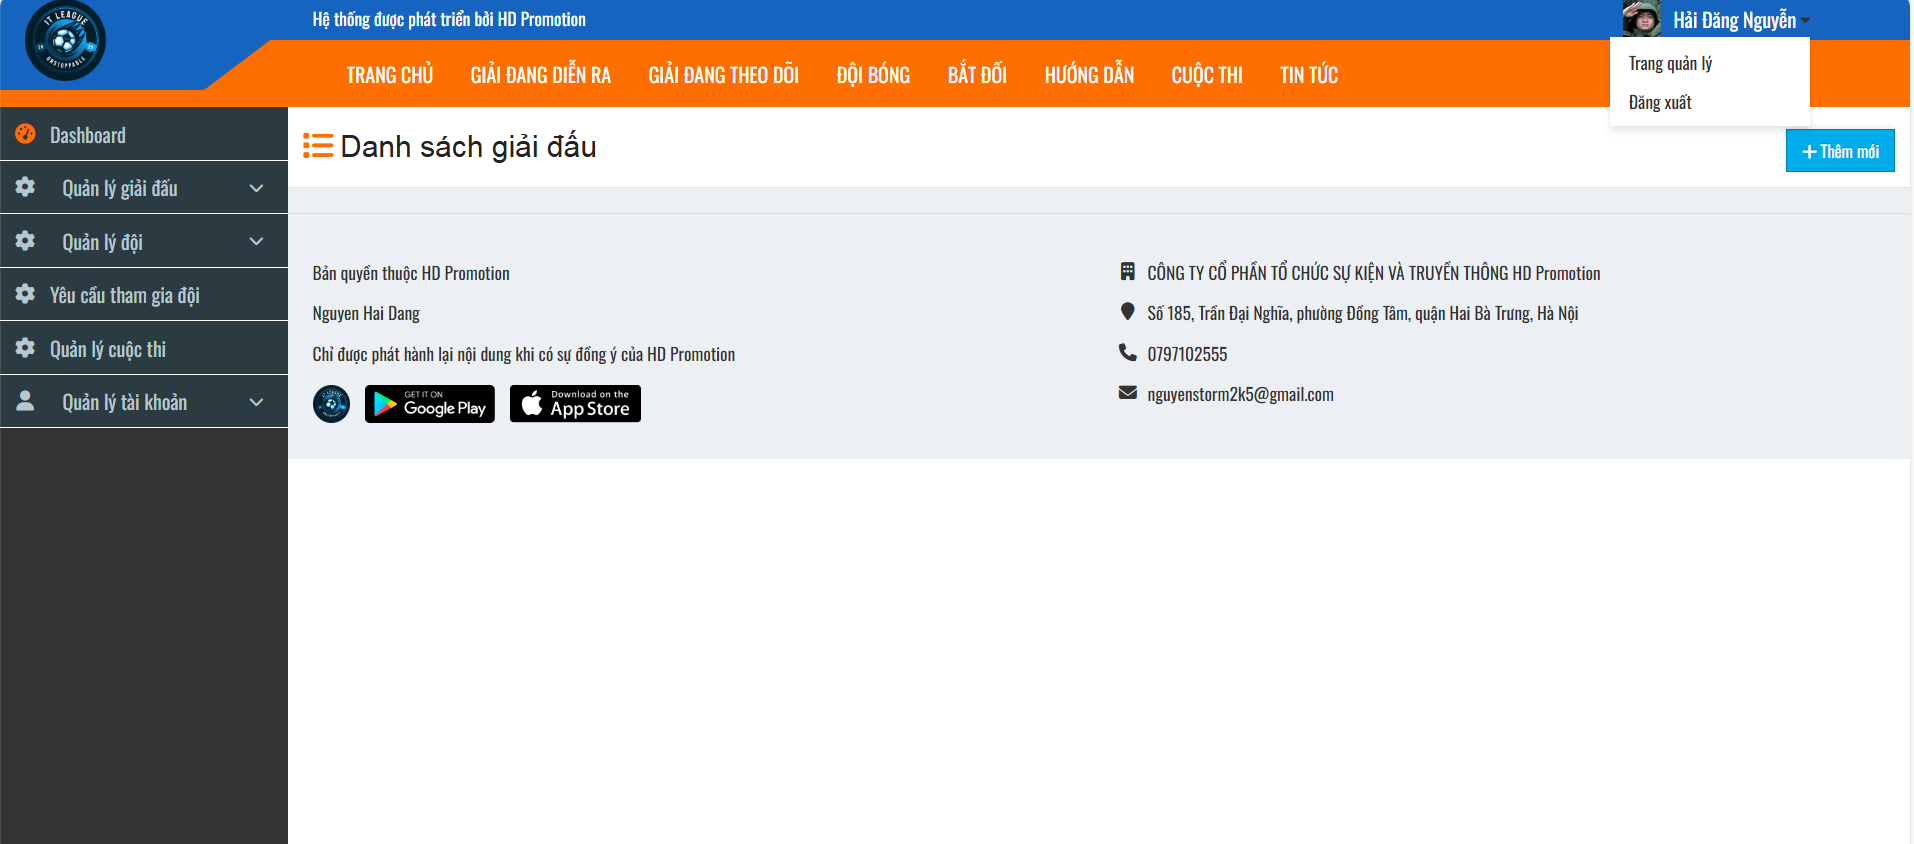 IT LEAGUE
UNSTOPPABLE
Hệ thống được phát triển bởi HD Promotion
Hải Đăng Nguyễn
TRANG CHỦ GIẢI ĐANG DIỄN RA GIẢI ĐANG THEO DÕI ĐỘI BÓNG BẮT ĐỐI HƯỚNG DẪN CUỘC THI TIN TỨC
Trang quản lý
Đăng xuất
Dashboard
Quản lý giải đấu
Quản lý đội
Yêu cầu tham gia đội
Quản lý cuộc thi
Quản lý tài khoản
Danh sách giải đấu
Thêm mới
Bản quyền thuộc HD Promotion
Nguyen Hai Dang
Chỉ được phát hành lại nội dung khi có sự đồng ý của HD Promotion
GET IT ON
Google Play
Download on the
App Store
CÔNG TY CỔ PHẦN TỔ CHỨC SỰ KIỆN VÀ TRUYỀN THÔNG HD Promotion
Số 185, Trần Đại Nghĩa, phường Đồng Tâm, quận Hai Bà Trưng, Hà Nội
0797102555
nguyenstorm2k5@gmail.com